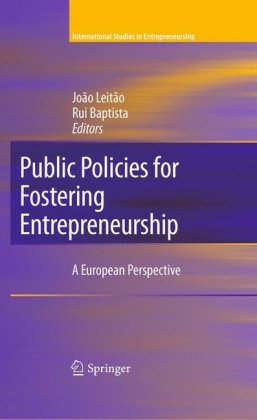 International Studies in Entrepreneurship
João Leitão
Rui Baptista
Editors
Public Policies for
Fostering
Entrepreneurship
A European Perspective
Springer